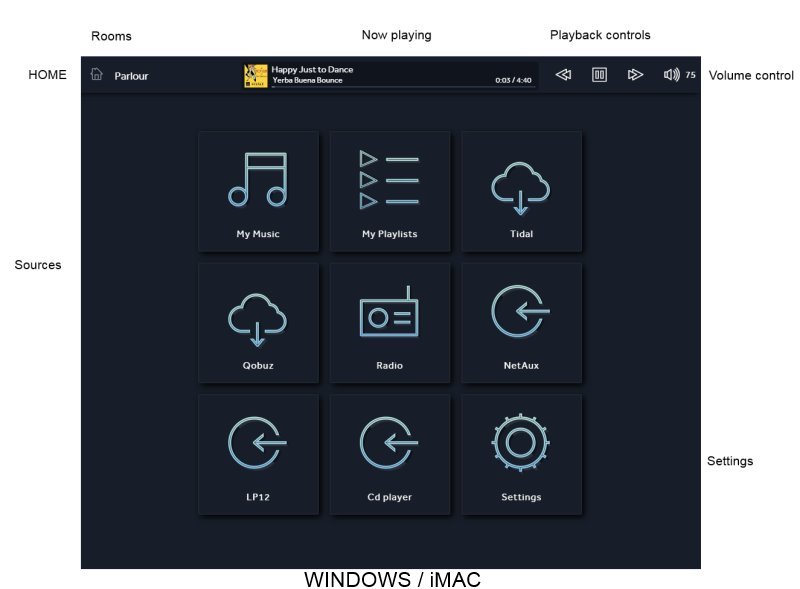 Rooms
Now playing
Playback controls
HOME
Parlour
Happy Just to Dance
Yerba Buena Bounce
0:03 / 4:40
75
Volume control
My Music
My Playlists
Tidal
Sources
Qobuz
Radio
NetAux
Settings
LP12
Cd player
Settings
WINDOWS / iMAC